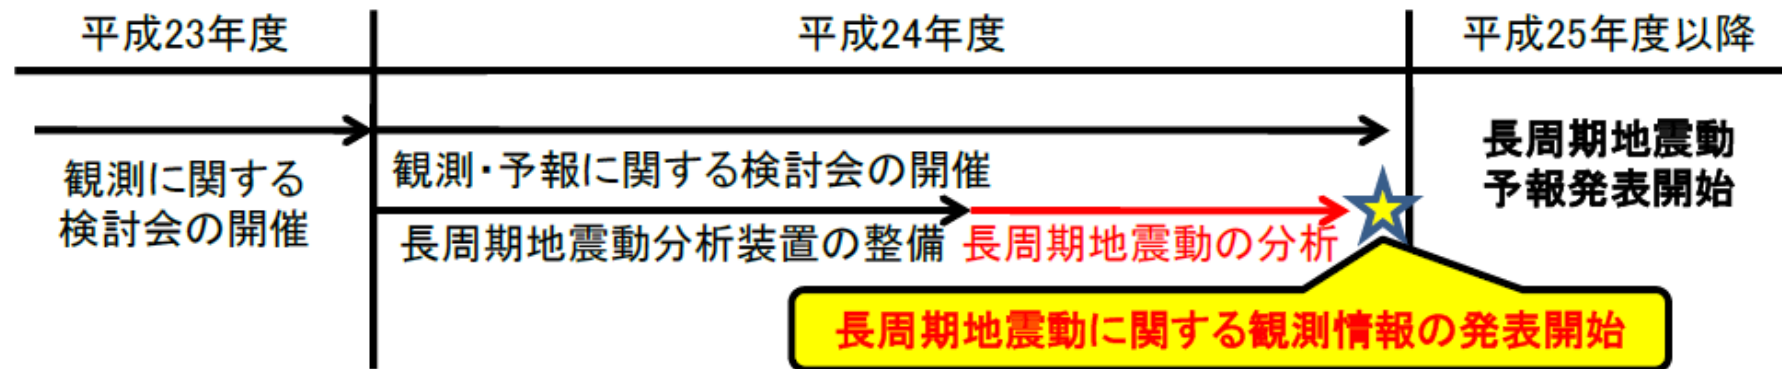 平成23年度
平成24年度
平成25年度以降
観測に関する
検討会の開催
観測・予報に関する検討会の開催
長周期地震動分析装置の整備
長周期地震動の分析
長周期地震動に関する観測情報の発表開始
長周期地震動
予報発表開始